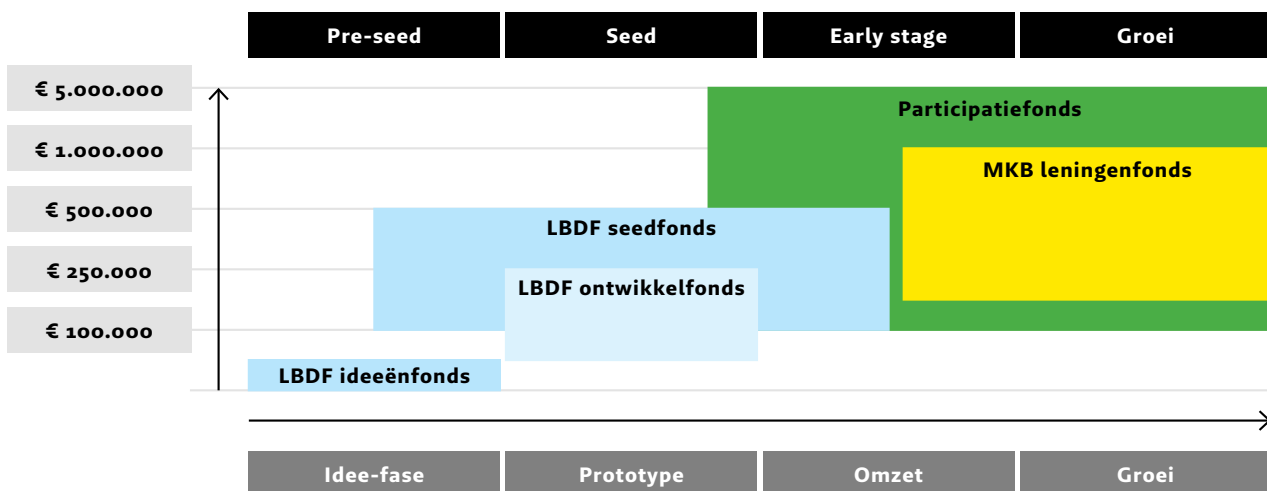 Pre-seed Seed Early stage Groei
€ 5.000.000
Participatiefonds
€ 1.000.000
MKB leningenfonds
€ 500.000
LBDF seedfonds
€ 250.000
LBDF ontwikkelfonds
€ 100.000
LBDF ideeënfonds
Idee-fase Prototype Omzet Groei